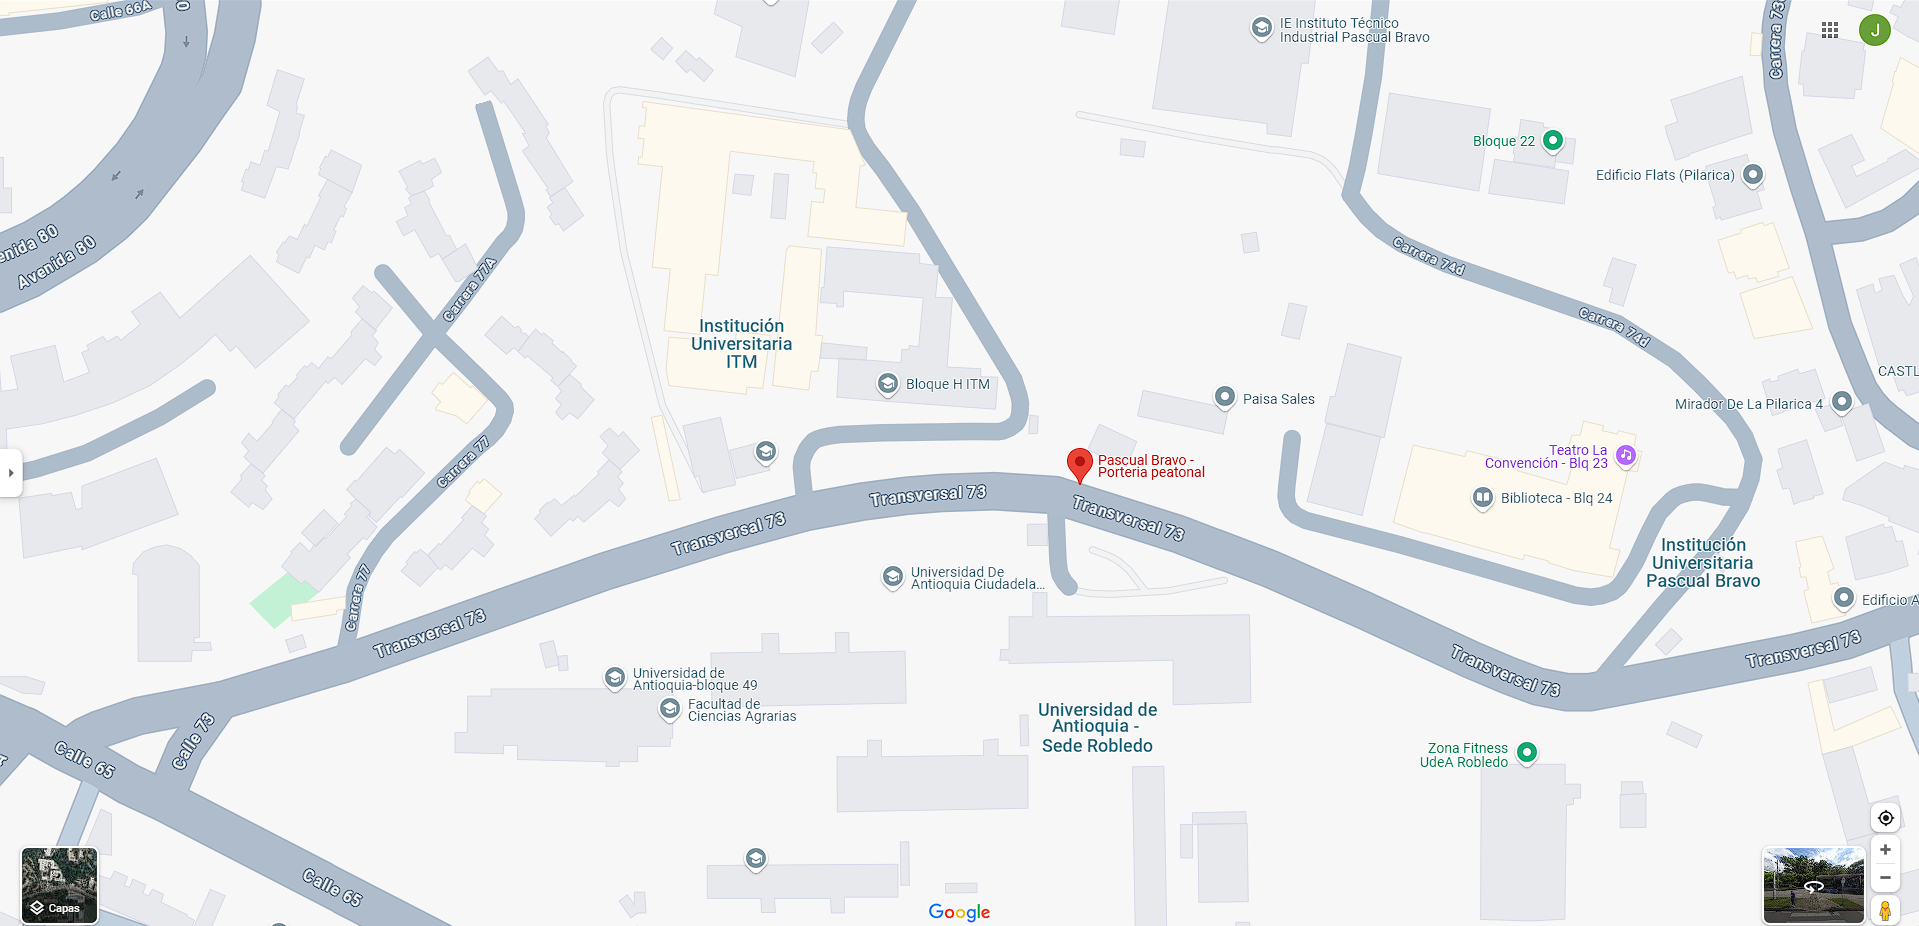 Calle 66A
0
IE Instituto Técnico
Industrial Pascual Bravo
Carrera 73
J
Bloque 22
Edificio Flats (Pilarica)
Avenida 80
Carrera 77A
Carrera 74d
Carrera 74d
Institución
Universitaria
ITM
Bloque H ITM
Paisa Sales
CASTL
Mirador De La Pilarica 4
Carrera 77
Teatro La
Convención - Blq 23
Pascual Bravo -
Porteria peatonal
Biblioteca - Blq 24
Transversal 73
Transversal 73
Transversal 73
Institución
Universitaria
Pascual Bravo
Universidad De
Antioquia Ciudadela...
Carrera 77
Edificio A
Transversal 73
Transversal 73
Transversal 73
Universidad de
Antioquia-bloque 49
Facultad de
Ciencias Agrarias
Universidad de
Antioquia -
Sede Robledo
Calle 73
Calle 65
Zona Fitness
UdeA Robledo
Calle 65
Capas
Google